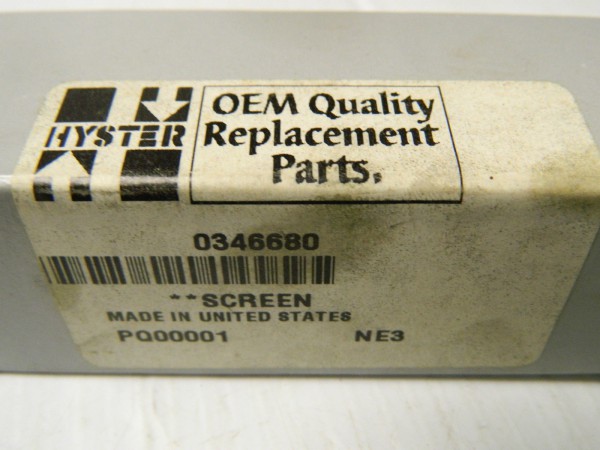 HYSTER
OEM Quality
Replacement
Parts.
0346680
**SCREEN
MADE IN UNITED STATES
PQ00001 NE3